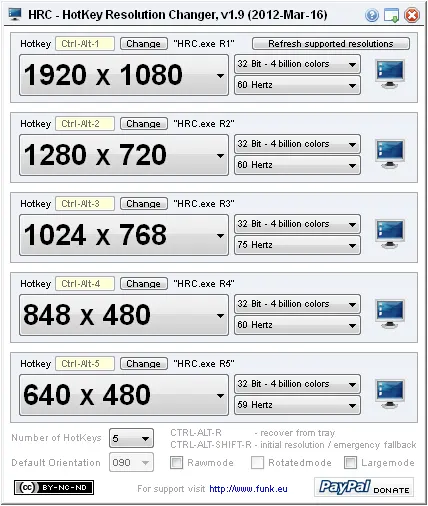 HRC - HotKey Resolution Changer, v1.9 (2012-Mar-16)
Hotkey Ctrl-Alt-1 Change "HRC.exe R1" Refresh supported resolutions
1920 x 1080
32 Bit - 4 billion colors
60 Hertz
Hotkey Ctrl-Alt-2 Change "HRC.exe R2"
1280 x 720
32 Bit - 4 billion colors
60 Hertz
Hotkey Ctrl-Alt-3 Change "HRC.exe R3"
1024 x 768
32 Bit - 4 billion colors
75 Hertz
Hotkey Ctrl-Alt-4 Change "HRC.exe R4"
848 x 480
32 Bit - 4 billion colors
60 Hertz
Hotkey Ctrl-Alt-5 Change "HRC.exe R5"
640 x 480
32 Bit - 4 billion colors
59 Hertz
Number of HotKeys 5
CTRL-ALT-R - recover from tray
CTRL-ALT-SHIFT-R - initial resolution / emergency fallback
Default Orientation 090 Rawmode Rotatedmode Largemode
cc BY-NC-ND For support visit http://www.funk.eu PayPal DONATE